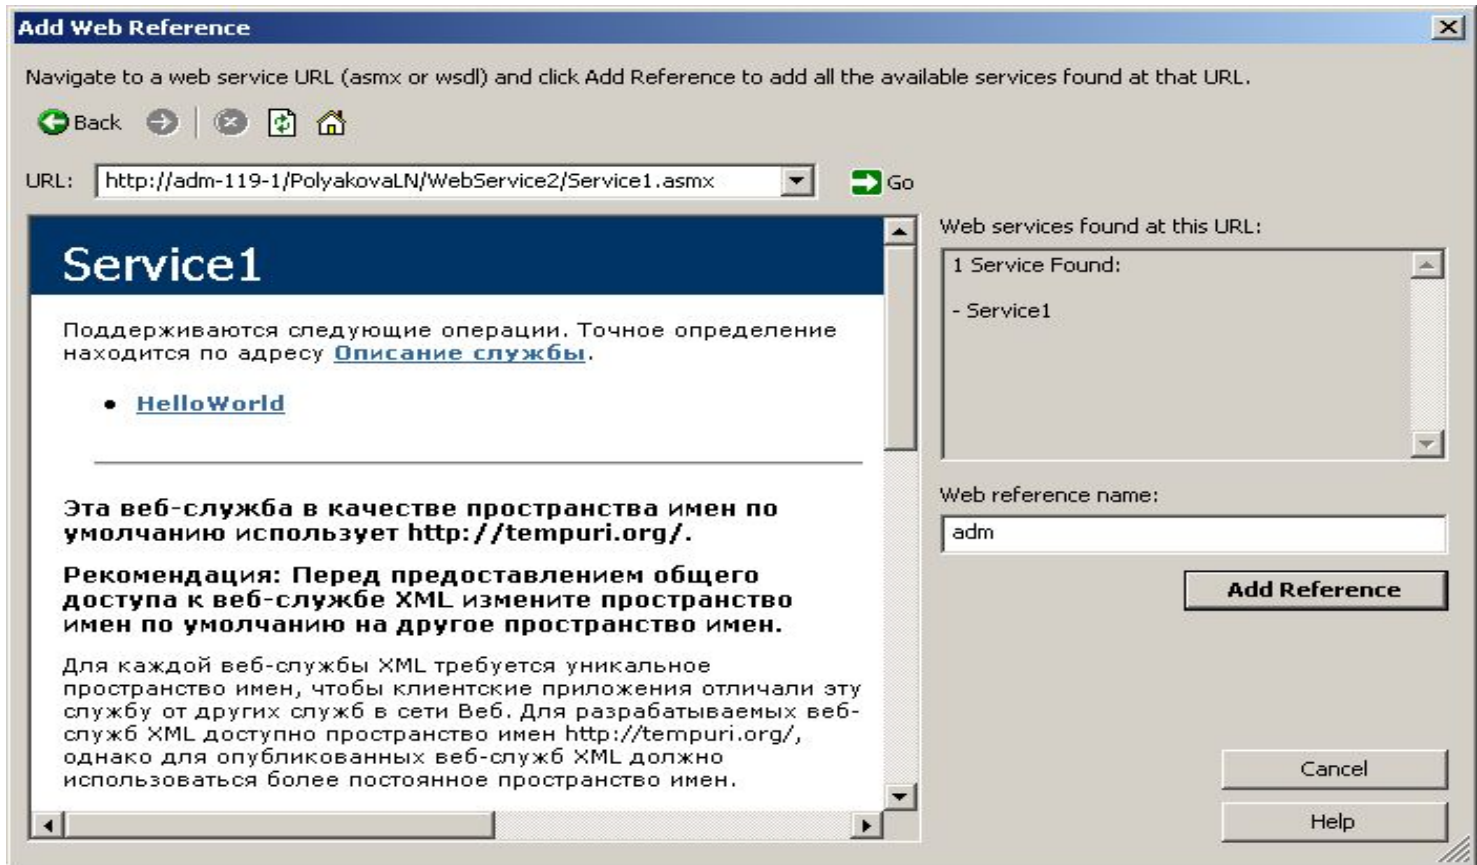 Add Web Reference
Navigate to a web service URL (asmx or wsdl) and click Add Reference to add all the available services found at that URL.
Back
URL: http://adm-119-1/PolyakovaLN/WebService2/Service1.asmx Go
Service1
Поддерживаются следующие операции. Точное определение
находится по адресу Описание службы.
• HelloWorld
Эта веб-служба в качестве пространства имен по
умолчанию использует http://tempuri.org/.
Рекомендация: Перед предоставлением общего
доступа к веб-службе XML измените пространство
имен по умолчанию на другое пространство имен.
Для каждой веб-службы XML требуется уникальное
пространство имен, чтобы клиентские приложения отличали эту
службу от других служб в сети Веб. Для разрабатываемых веб-
служб XML доступно пространство имен http://tempuri.org/,
однако для опубликованных веб-служб XML должно
использоваться более постоянное пространство имен.
Web services found at this URL:
1 Service Found:
- Service1
Web reference name:
adm
Add Reference
Cancel
Help